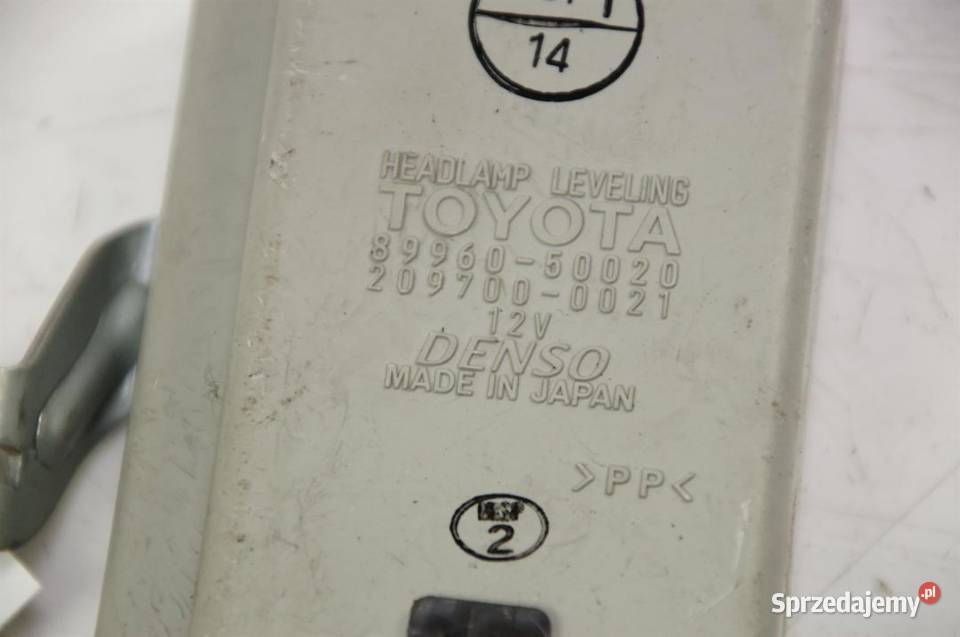 14
HEADLAMP LEVELING
TOYOTA
89960-50020
209700-0021
12V
DENSO
MADE IN JAPAN
>PP<
2
Sprzedajemy.pl